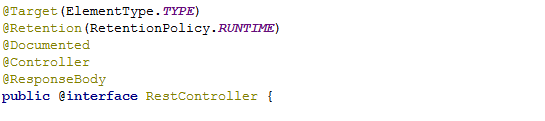 @Target(ElementType.TYPE)
@Retention(RetentionPolicy.RUNTIME)
@Documented
@Controller
@ResponseBody
public @interface RestController {